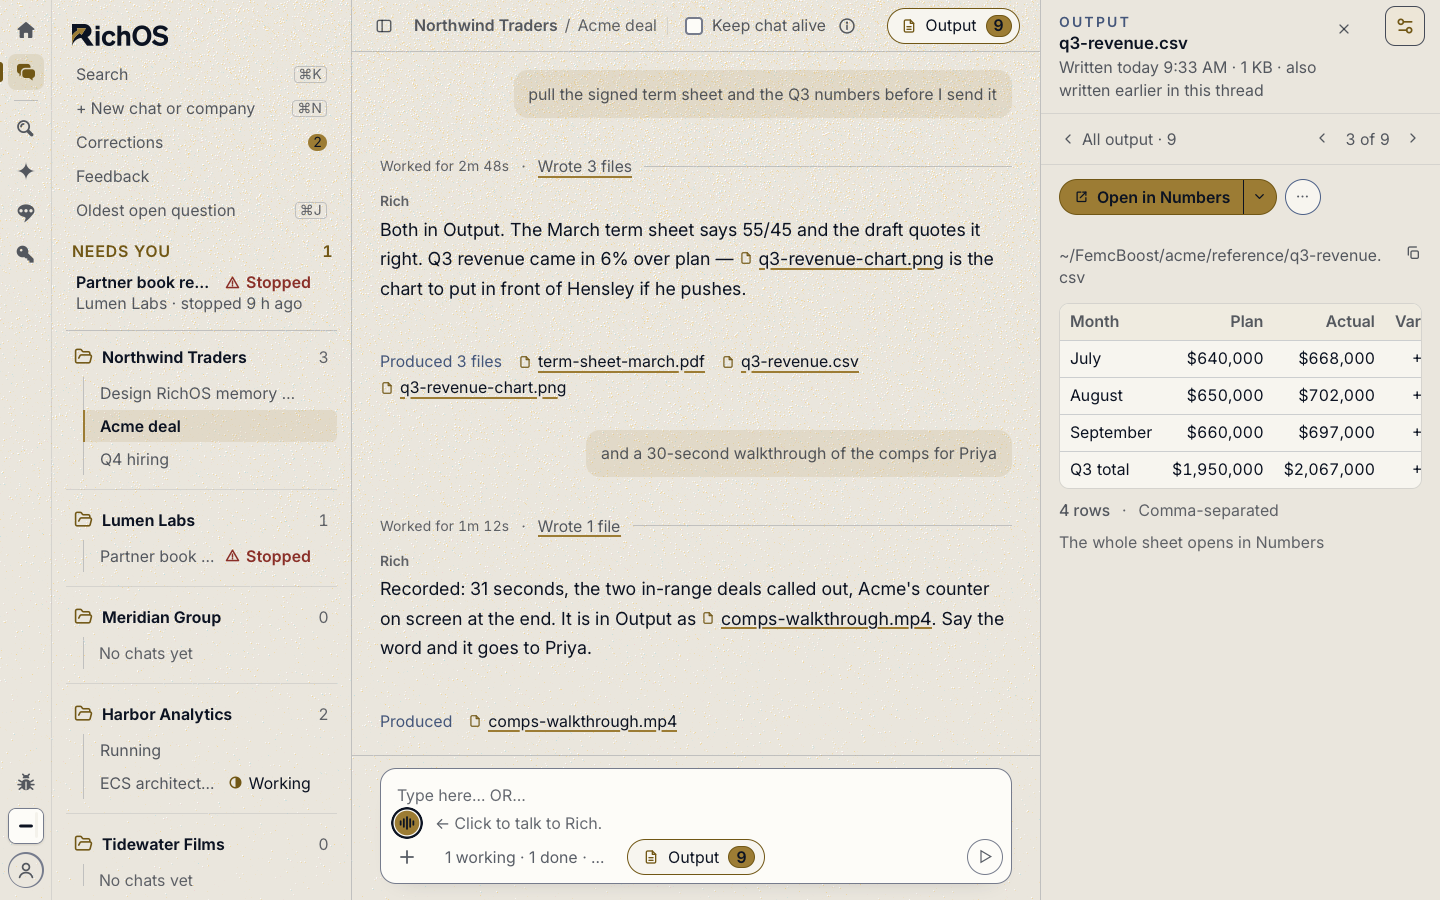 RichOS
Search ⌘K
+ New chat or company ⌘N
Corrections 2
Feedback
Oldest open question ⌘J
NEEDS YOU 1
Partner book re... Stopped
Lumen Labs · stopped 9 h ago
Northwind Traders 3
Design RichOS memory ...
Acme deal
Q4 hiring
Lumen Labs 1
Partner book ... Stopped
Meridian Group 0
No chats yet
Harbor Analytics 2
Running
ECS architect... Working
Tidewater Films 0
No chats yet
Northwind Traders / Acme deal Keep chat alive Output 9
pull the signed term sheet and the Q3 numbers before I send it
Worked for 2m 48s · Wrote 3 files
Rich
Both in Output. The March term sheet says 55/45 and the draft quotes it
right. Q3 revenue came in 6% over plan — q3-revenue-chart.png is the
chart to put in front of Hensley if he pushes.
Produced 3 files term-sheet-march.pdf q3-revenue.csv
q3-revenue-chart.png
and a 30-second walkthrough of the comps for Priya
Worked for 1m 12s · Wrote 1 file
Rich
Recorded: 31 seconds, the two in-range deals called out, Acme's counter
on screen at the end. It is in Output as comps-walkthrough.mp4. Say the
word and it goes to Priya.
Produced comps-walkthrough.mp4
Type here... OR...
← Click to talk to Rich.
1 working · 1 done · ... Output 9
OUTPUT
q3-revenue.csv
Written today 9:33 AM · 1 KB · also
written earlier in this thread
All output · 9 3 of 9
Open in Numbers
~/FemcBoost/acme/reference/q3-revenue.
csv
Month Plan Actual Var
July $640,000 $668,000 +
August $650,000 $702,000 +
September $660,000 $697,000 +
Q3 total $1,950,000 $2,067,000 +
4 rows · Comma-separated
The whole sheet opens in Numbers